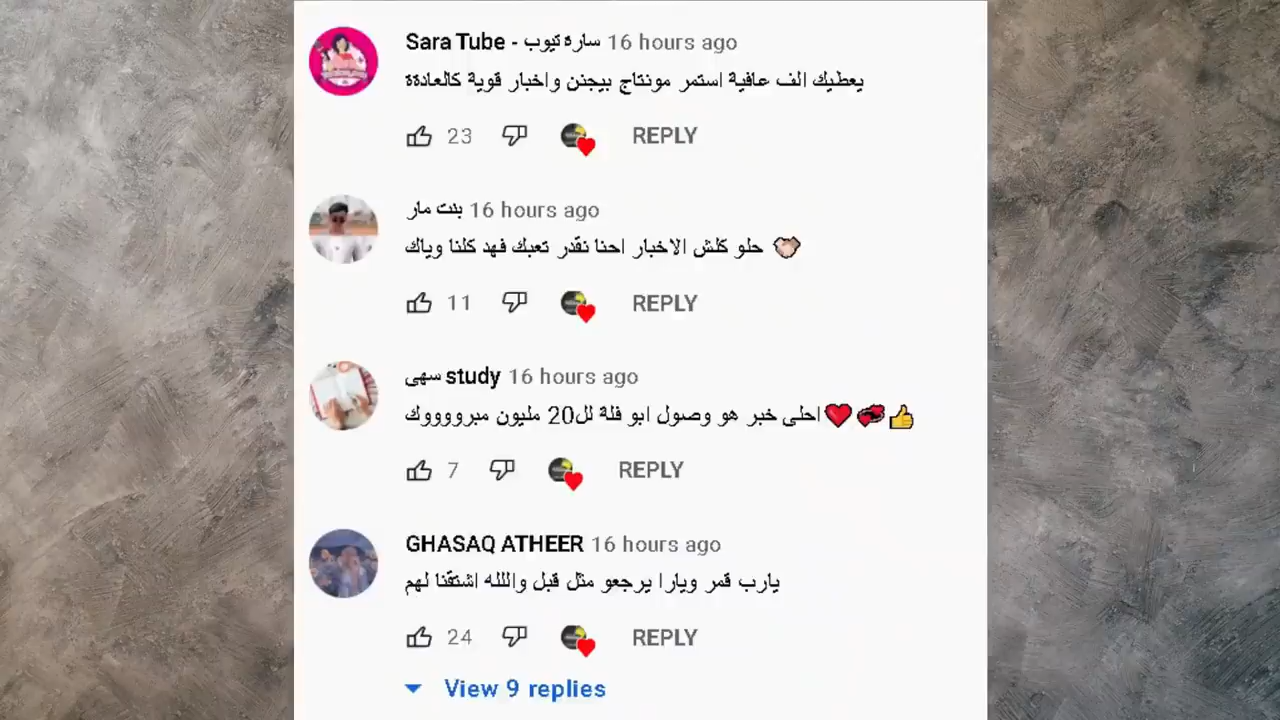 Sara Tube - سارة تيوب 16 hours ago
يعطيك الف عافية استمر مونتاج بيجنن واخبار قوية كالعادةة
23 REPLY
بنت مار 16 hours ago
حلو كلش الاخبار احنا نقدر تعبك فهد كلنا وياك
11 REPLY
سهى study 16 hours ago
احلى خبر هو وصول ابو فلة لل20 مليون مبرووووك
7 REPLY
GHASAQ ATHEER 16 hours ago
يارب قمر ويارا يرجعو مثل قبل واللله اشتقنا لهم
24 REPLY
View 9 replies